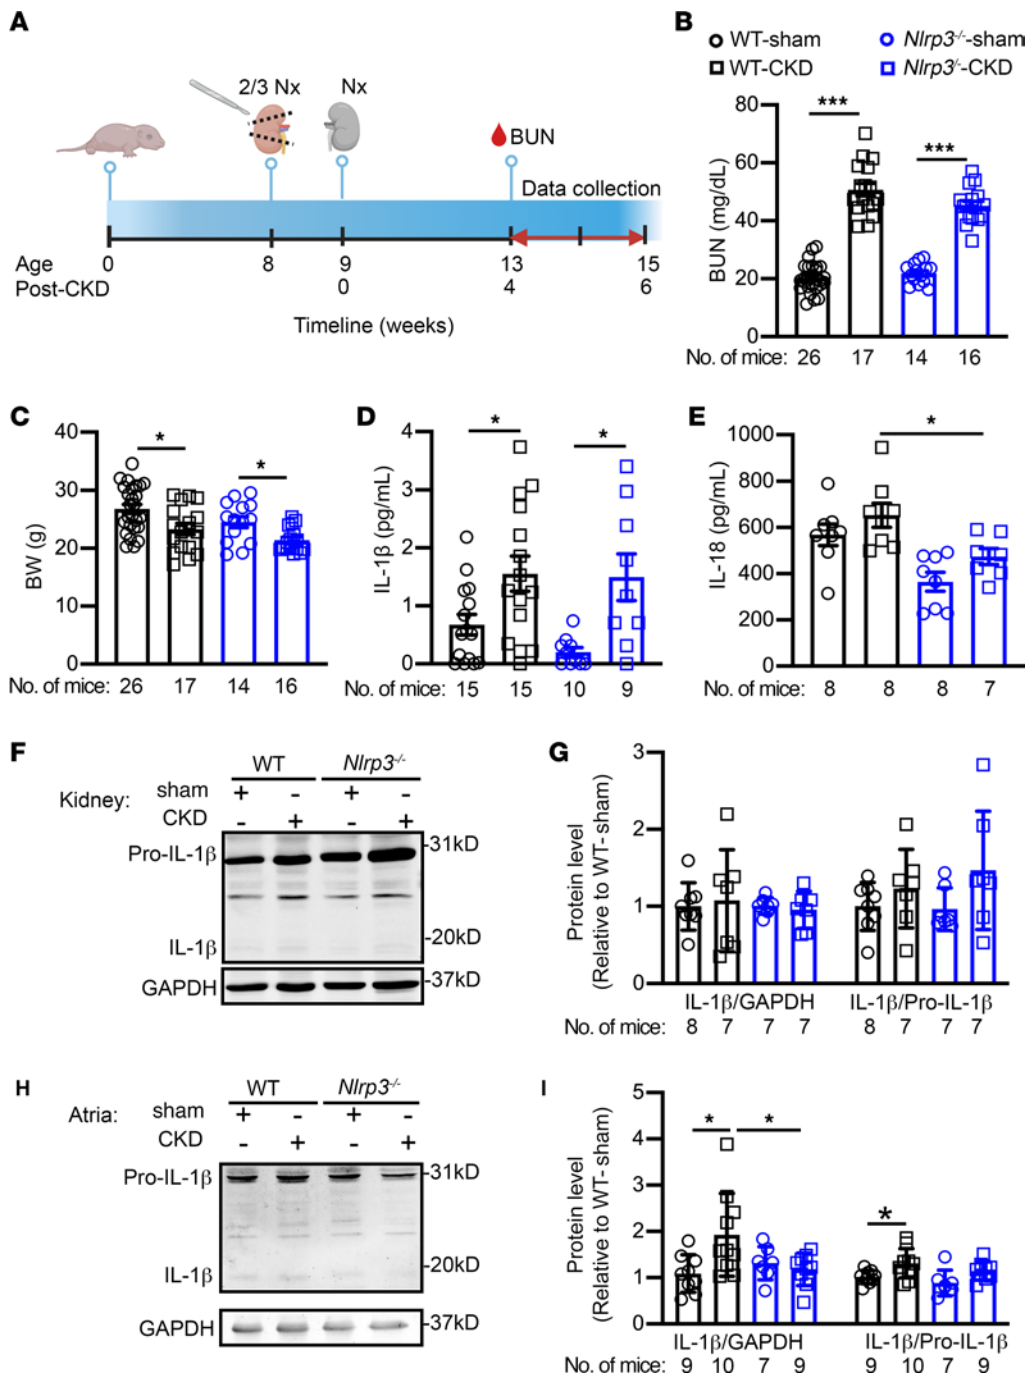 A
2/3 Nx
Nx
BUN
Data collection
Age 0 8 9 13 15
Post-CKD 0 4 6
Timeline (weeks)
B
WT-sham
Nlrp3-/--sham
WT-CKD
Nlrp3/--CKD
BUN (mg/dL)
80
60
40
20
0
***
***
No. of mice: 26 17 14 16
C
BW (g)
40
30
20
10
0
*
*
No. of mice: 26 17 14 16
D
IL-1β (pg/mL)
4
3
2
1
0
*
*
No. of mice: 15 15 10 9
E
IL-18 (pg/mL)
1000
800
600
400
200
0
*
No. of mice: 8 8 8 7
F
WT Nlrp3-/-
Kidney: sham + - + -
CKD - + - +
Pro-IL-1β -31kD
-20kD
IL-1β
GAPDH -37kD
G
Protein level
(Relative to WT- sham)
3
2
1
0
IL-1β/GAPDH IL-1β/Pro-IL-1β
No. of mice: 8 7 7 7 8 7 7 7
H
WT Nlrp3-/-
Atria: sham + - + -
CKD - + - +
Pro-IL-1β -31kD
IL-1β -20kD
GAPDH -37kD
I
Protein level
(Relative to WT- sham)
5
4
3
2
1
0
*
*
*
IL-1β/GAPDH IL-1β/Pro-IL-1β
No. of mice: 9 10 7 9 9 10 7 9